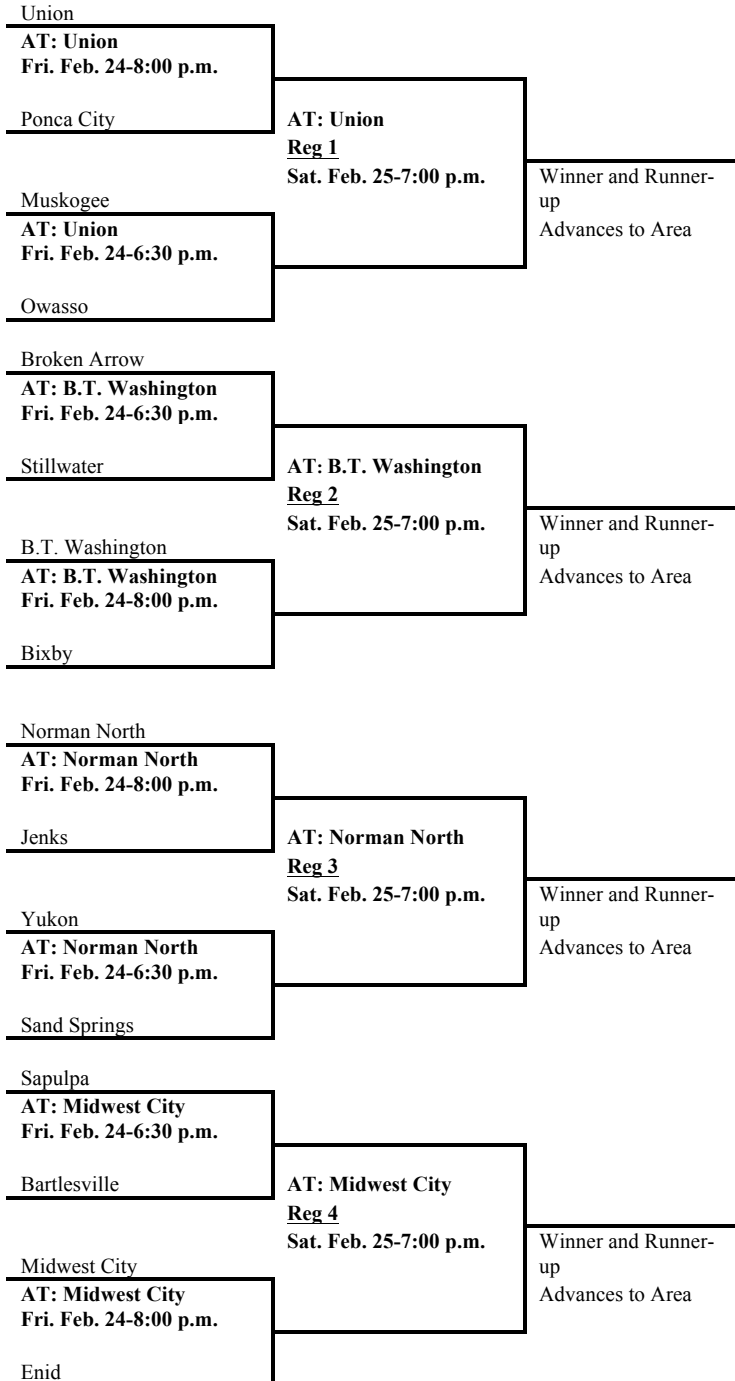 Union
AT: Union
Fri. Feb. 24-8:00 p.m.
Ponca City
AT: Union
Reg 1
Sat. Feb. 25-7:00 p.m.
Winner and Runner-
up
Advances to Area
Muskogee
AT: Union
Fri. Feb. 24-6:30 p.m.
Owasso
Broken Arrow
AT: B.T. Washington
Fri. Feb. 24-6:30 p.m.
Stillwater
AT: B.T. Washington
Reg 2
Sat. Feb. 25-7:00 p.m.
Winner and Runner-
up
Advances to Area
B.T. Washington
AT: B.T. Washington
Fri. Feb. 24-8:00 p.m.
Bixby
Norman North
AT: Norman North
Fri. Feb. 24-8:00 p.m.
Jenks
AT: Norman North
Reg 3
Sat. Feb. 25-7:00 p.m.
Winner and Runner-
up
Advances to Area
Yukon
AT: Norman North
Fri. Feb. 24-6:30 p.m.
Sand Springs
Sapulpa
AT: Midwest City
Fri. Feb. 24-6:30 p.m.
Bartlesville
AT: Midwest City
Reg 4
Sat. Feb. 25-7:00 p.m.
Winner and Runner-
up
Advances to Area
Midwest City
AT: Midwest City
Fri. Feb. 24-8:00 p.m.
Enid